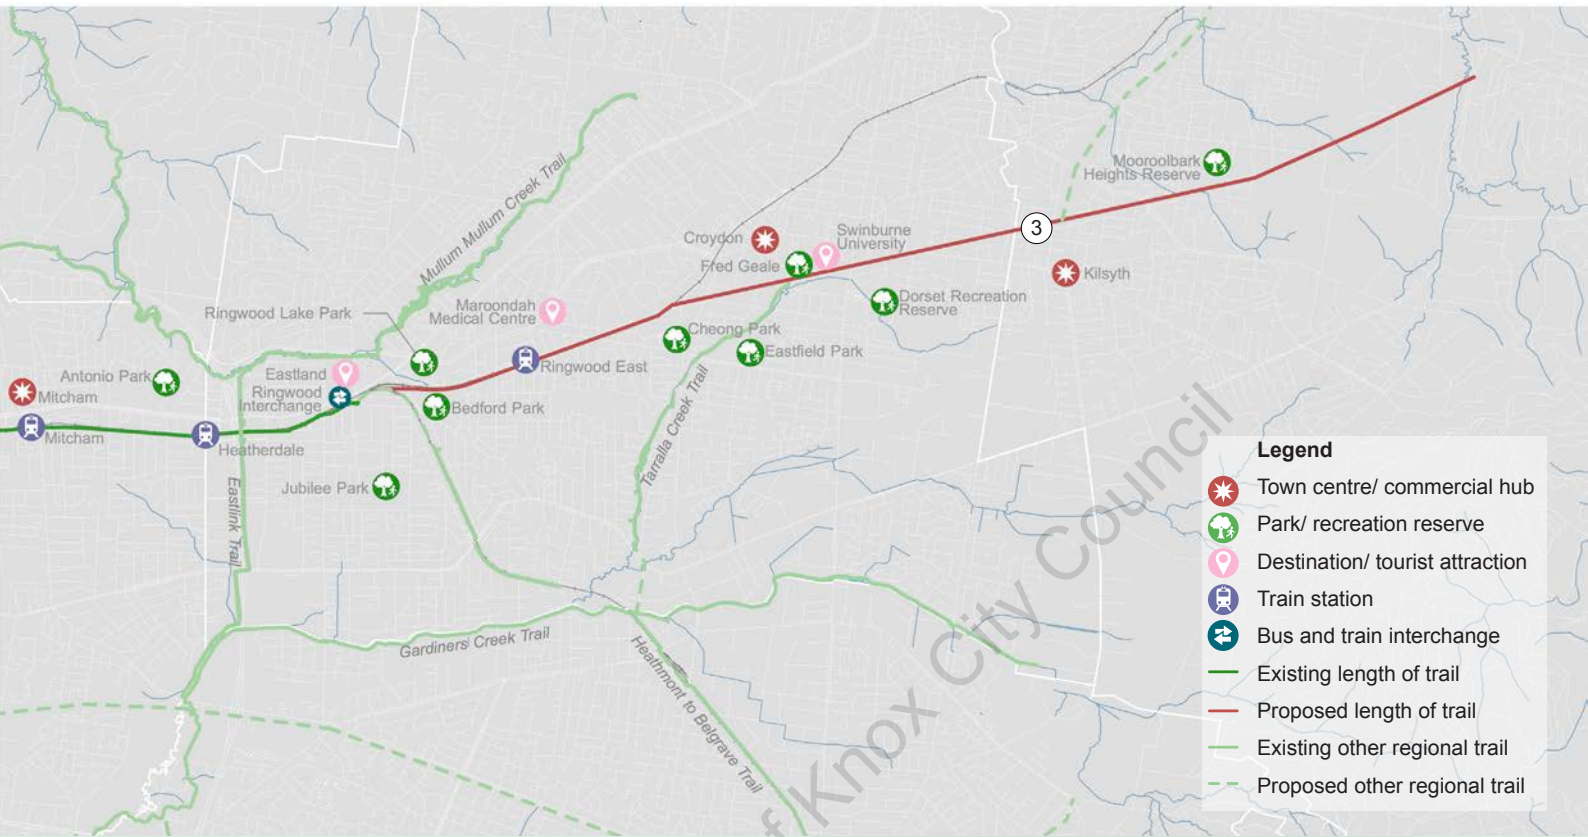 Mullum Mullum Creek Trail
Mooroolbark
Heights Reserve
3
Croydon
Swinburne
University
Fred Geale
Kilsyth
Dorset Recreation
Reserve
Maroondah
Medical Centre
Ringwood Lake Park
Cheong Park
Eastfield Park
Ringwood East
Antonio Park
Eastland
Ringwood
Interchange
Mitcham
Mitcham
Bedford Park
Heatherdale
Jubilee Park
Eastlink Trail
Tarralla Creek Trail
Gardiners Creek Trail
Heathmont to Belgrave Trail
Legend
Town centre/ commercial hub
Park/ recreation reserve
Destination/ tourist attraction
Train station
Bus and train interchange
Existing length of trail
Proposed length of trail
Existing other regional trail
Proposed other regional trail
f Knox City Council